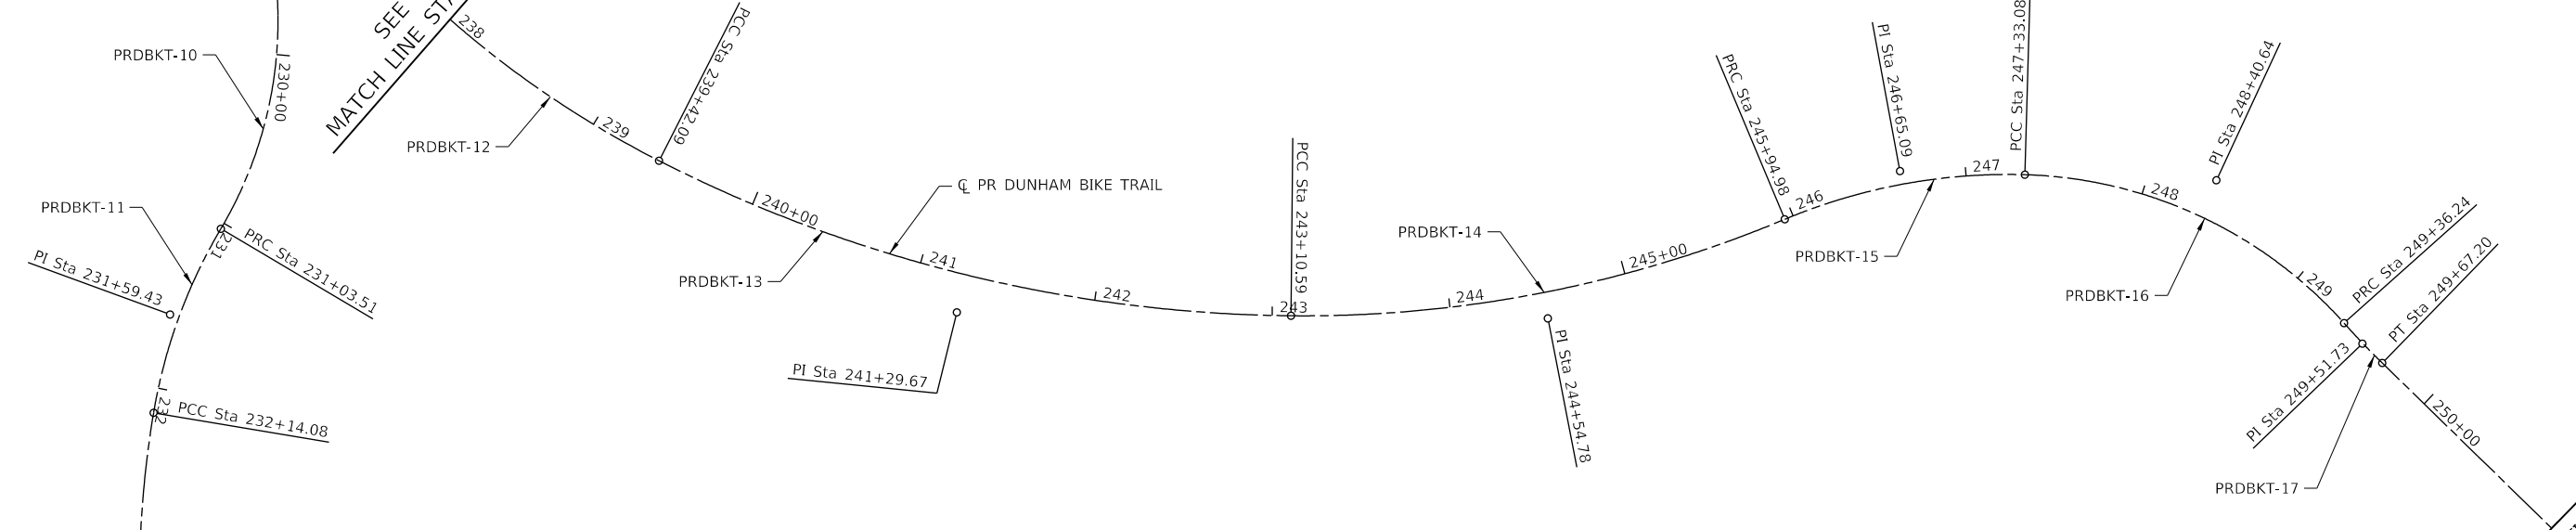 PRDBKT-10
230+00
PRDBKT-11
231
PRC Sta 231+03.51
PI Sta 231+59.43
232
PCC Sta 232+14.08
SEE
MATCH LINE STA
238
PRDBKT-12
239
PCC Sta 239+42.09
240+00
PRDBKT-13
℄ PR DUNHAM BIKE TRAIL
241
PI Sta 241+29.67
242
PCC Sta 243+10.59
243
PRDBKT-14
244
PI Sta 244+54.78
245+00
PRC Sta 245+94.98
246
PI Sta 246+65.09
PRDBKT-15
247
PCC Sta 247+33.08
248
PI Sta 248+40.64
PRDBKT-16
249
PRC Sta 249+36.24
PT Sta 249+67.20
PI Sta 249+51.73
250+00
PRDBKT-17